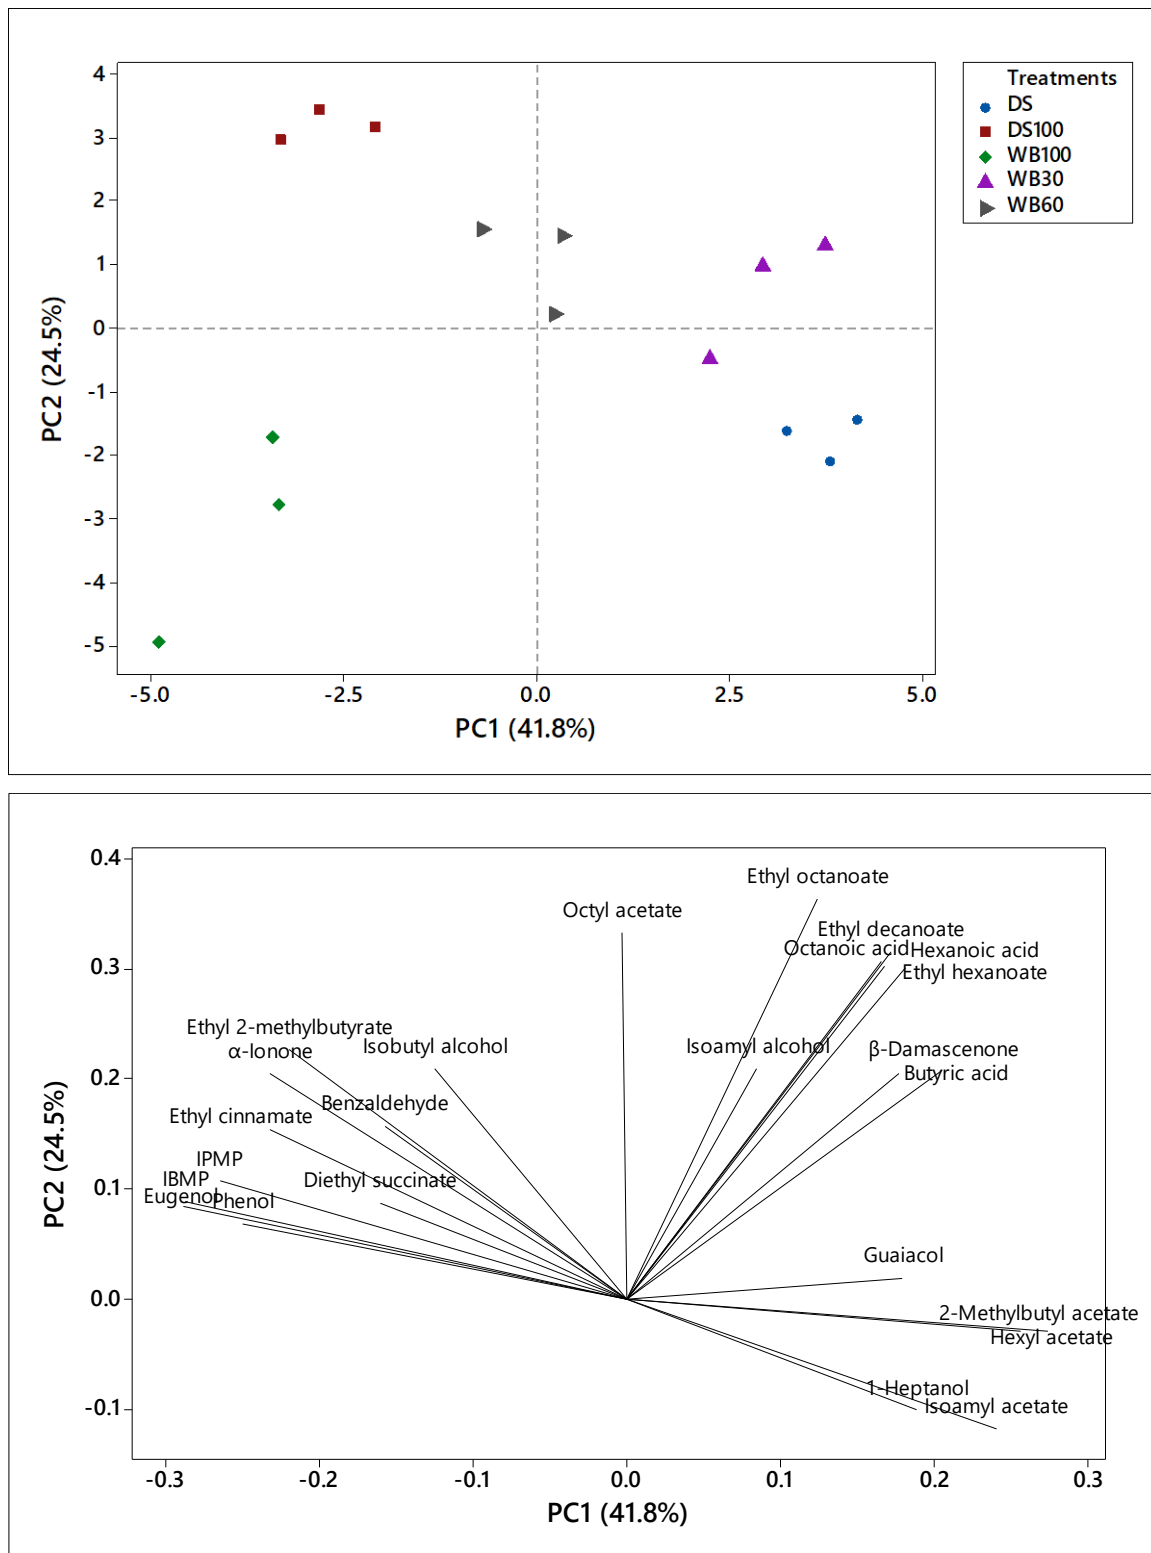 Treatments
DS
DS100
WB100
WB30
WB60
4
3
2
1
0
-1
-2
-3
-4
-5
PC2 (24.5%)
-5.0 -2.5 0.0 2.5 5.0
PC1 (41.8%)
0.4
0.3
0.2
0.1
0.0
-0.1
PC2 (24.5%)
Ethyl octanoate
Octyl acetate
Ethyl decanoate
Octanoic acid Hexanoic acid
Ethyl hexanoate
Ethyl 2-methylbutyrate
α-Ionone
Isobutyl alcohol
Isoamyl alcohol
β-Damascenone
Butyric acid
Benzaldehyde
Ethyl cinnamate
IPMP
IBMP
Diethyl succinate
Eugenol
Phenol
Guaiacol
2-Methylbutyl acetate
Hexyl acetate
1-Heptanol
Isoamyl acetate
-0.3 -0.2 -0.1 0.0 0.1 0.2 0.3
PC1 (41.8%)